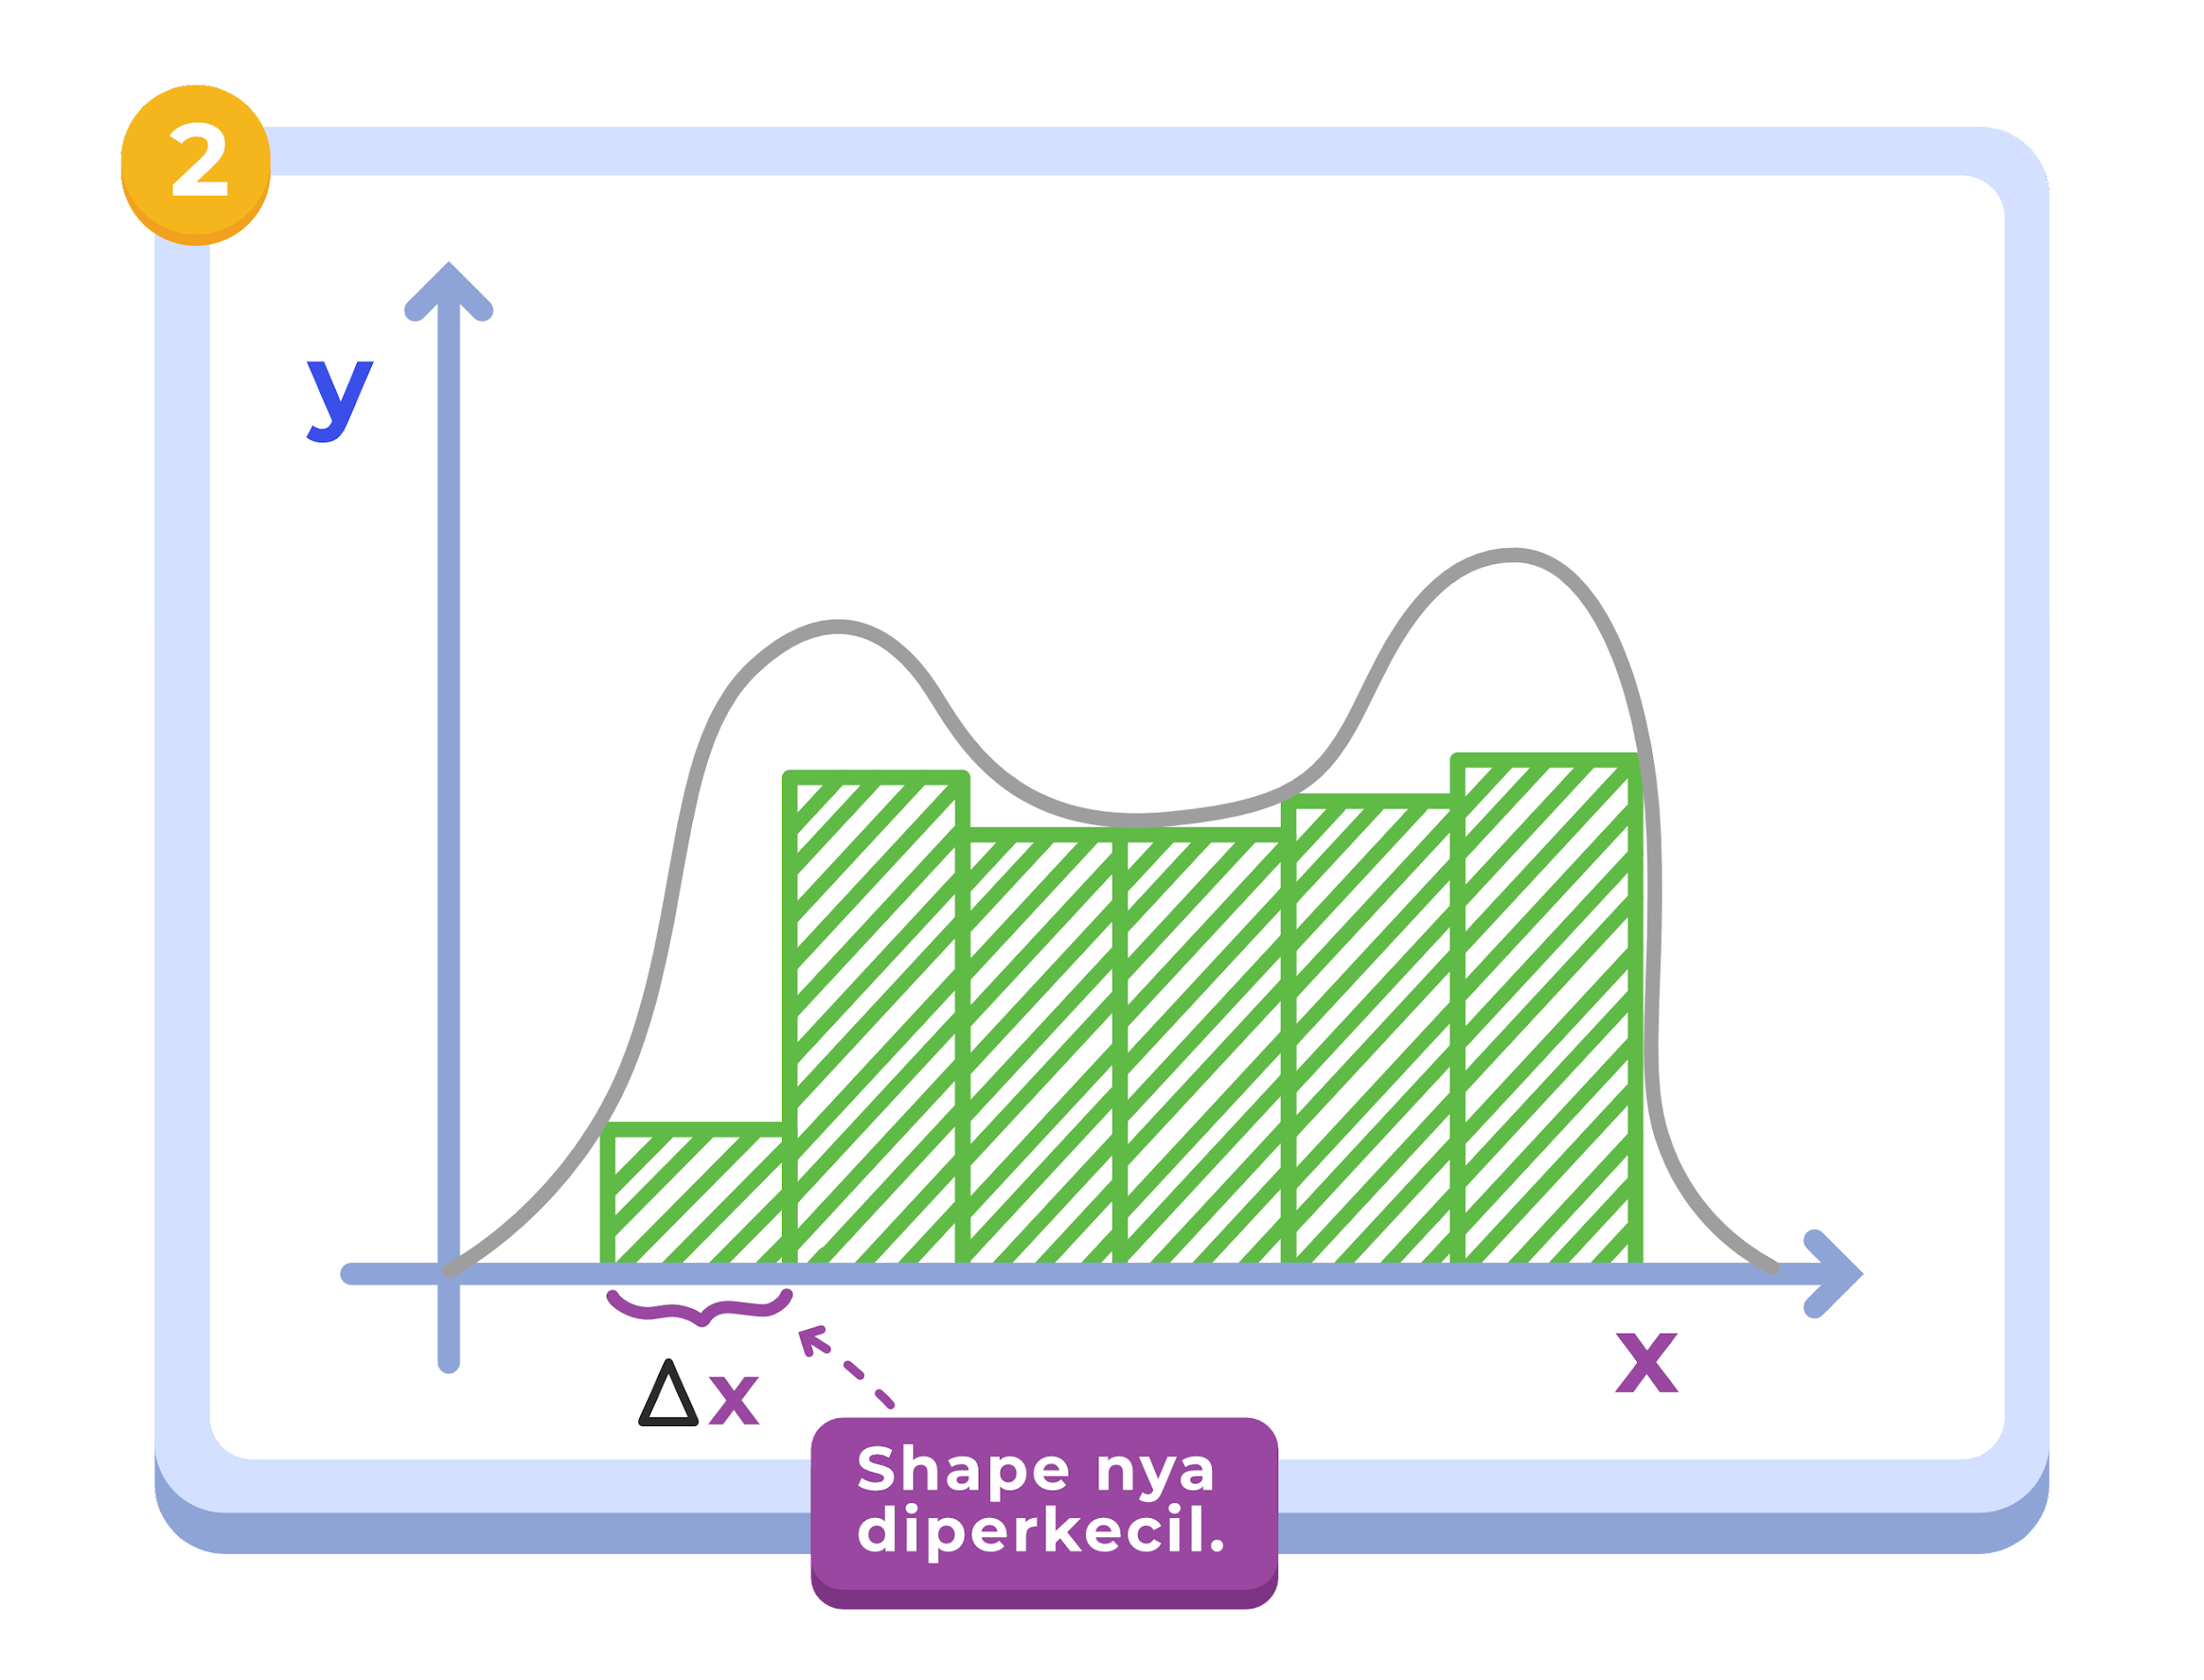 2
y
x
Δx
Shape nya
diperkecil.